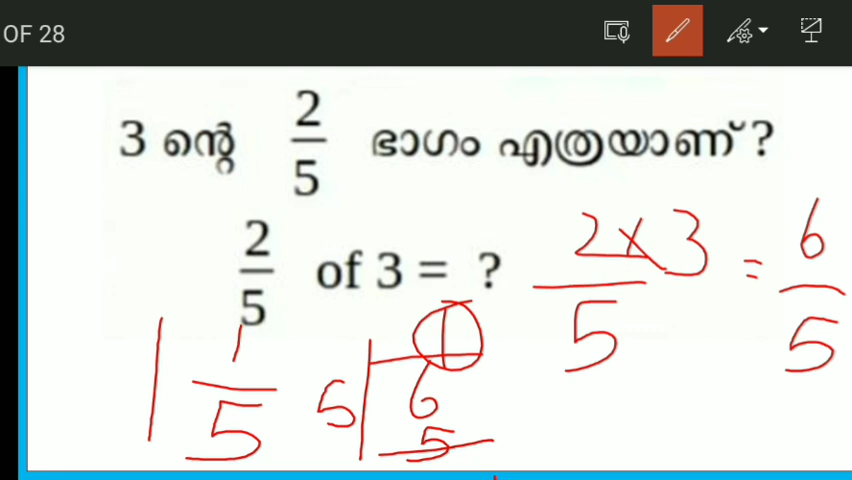 OF 28
3 ന്റെ 2/5 ഭാഗം എത്രയാണ് ?
2/5 of 3 = ? 2×3/5 = 6/5
1 1/5 5 | 6
1
5